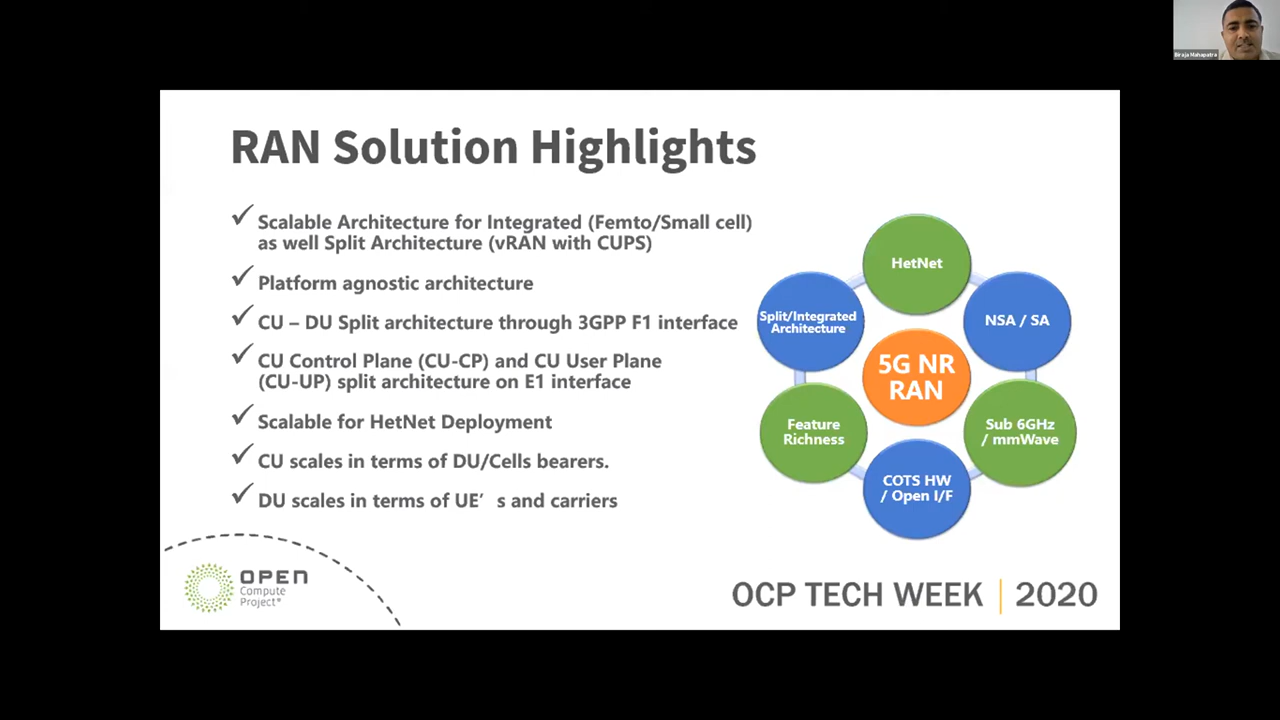 Biraja Mahapatra
RAN Solution Highlights
✓ Scalable Architecture for Integrated (Femto/Small cell)
as well Split Architecture (vRAN with CUPS)
✓ Platform agnostic architecture
✓ CU – DU Split architecture through 3GPP F1 interface
✓ CU Control Plane (CU-CP) and CU User Plane
(CU-UP) split architecture on E1 interface
✓ Scalable for HetNet Deployment
✓ CU scales in terms of DU/Cells bearers.
✓ DU scales in terms of UE’ s and carriers
HetNet
Split/Integrated
Architecture
NSA / SA
5G NR
RAN
Feature
Richness
Sub 6GHz
/ mmWave
COTS HW
/ Open I/F
OPEN
Compute
Project®
OCP TECH WEEK | 2020